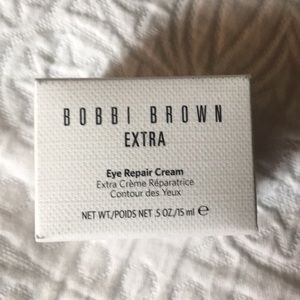 BOBBI BROWN
EXTRA
Eye Repair Cream
Extra Crème Réparatrice
Contour des Yeux
NET WT./POIDS NET .5 OZ./15 ml ℮